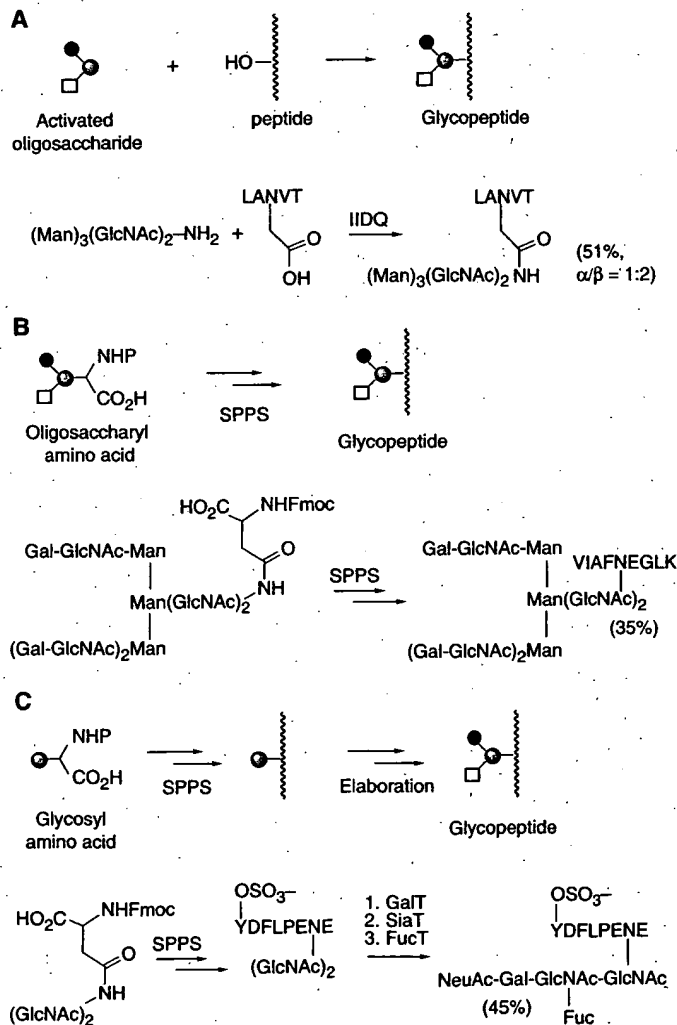 A
+
HO
Activated
oligosaccharide
peptide
Glycopeptide
LANVT
(Man)3(GlcNAc)2–NH2
+
O
OH
IIDQ
LANVT
O
(Man)3(GlcNAc)2 NH
(51%,
α/β = 1:2)
B
NHP
CO2H
SPPS
Oligosaccharyl
amino acid
Glycopeptide
HO2C
NHFmoc
O
NH
Gal-GlcNAc-Man
Man(GlcNAc)2
(Gal-GlcNAc)2Man
SPPS
Gal-GlcNAc-Man
VIAFNEGLK
Man(GlcNAc)2
(35%)
(Gal-GlcNAc)2Man
C
NHP
CO2H
SPPS
Elaboration
Glycosyl
amino acid
Glycopeptide
HO2C
NHFmoc
O
NH
(GlcNAc)2
SPPS
OSO3–
YDFLPENE
(GlcNAc)2
1. GalT
2. SiaT
3. FucT
OSO3–
YDFLPENE
NeuAc-Gal-GlcNAc-GlcNAc
(45%)
Fuc